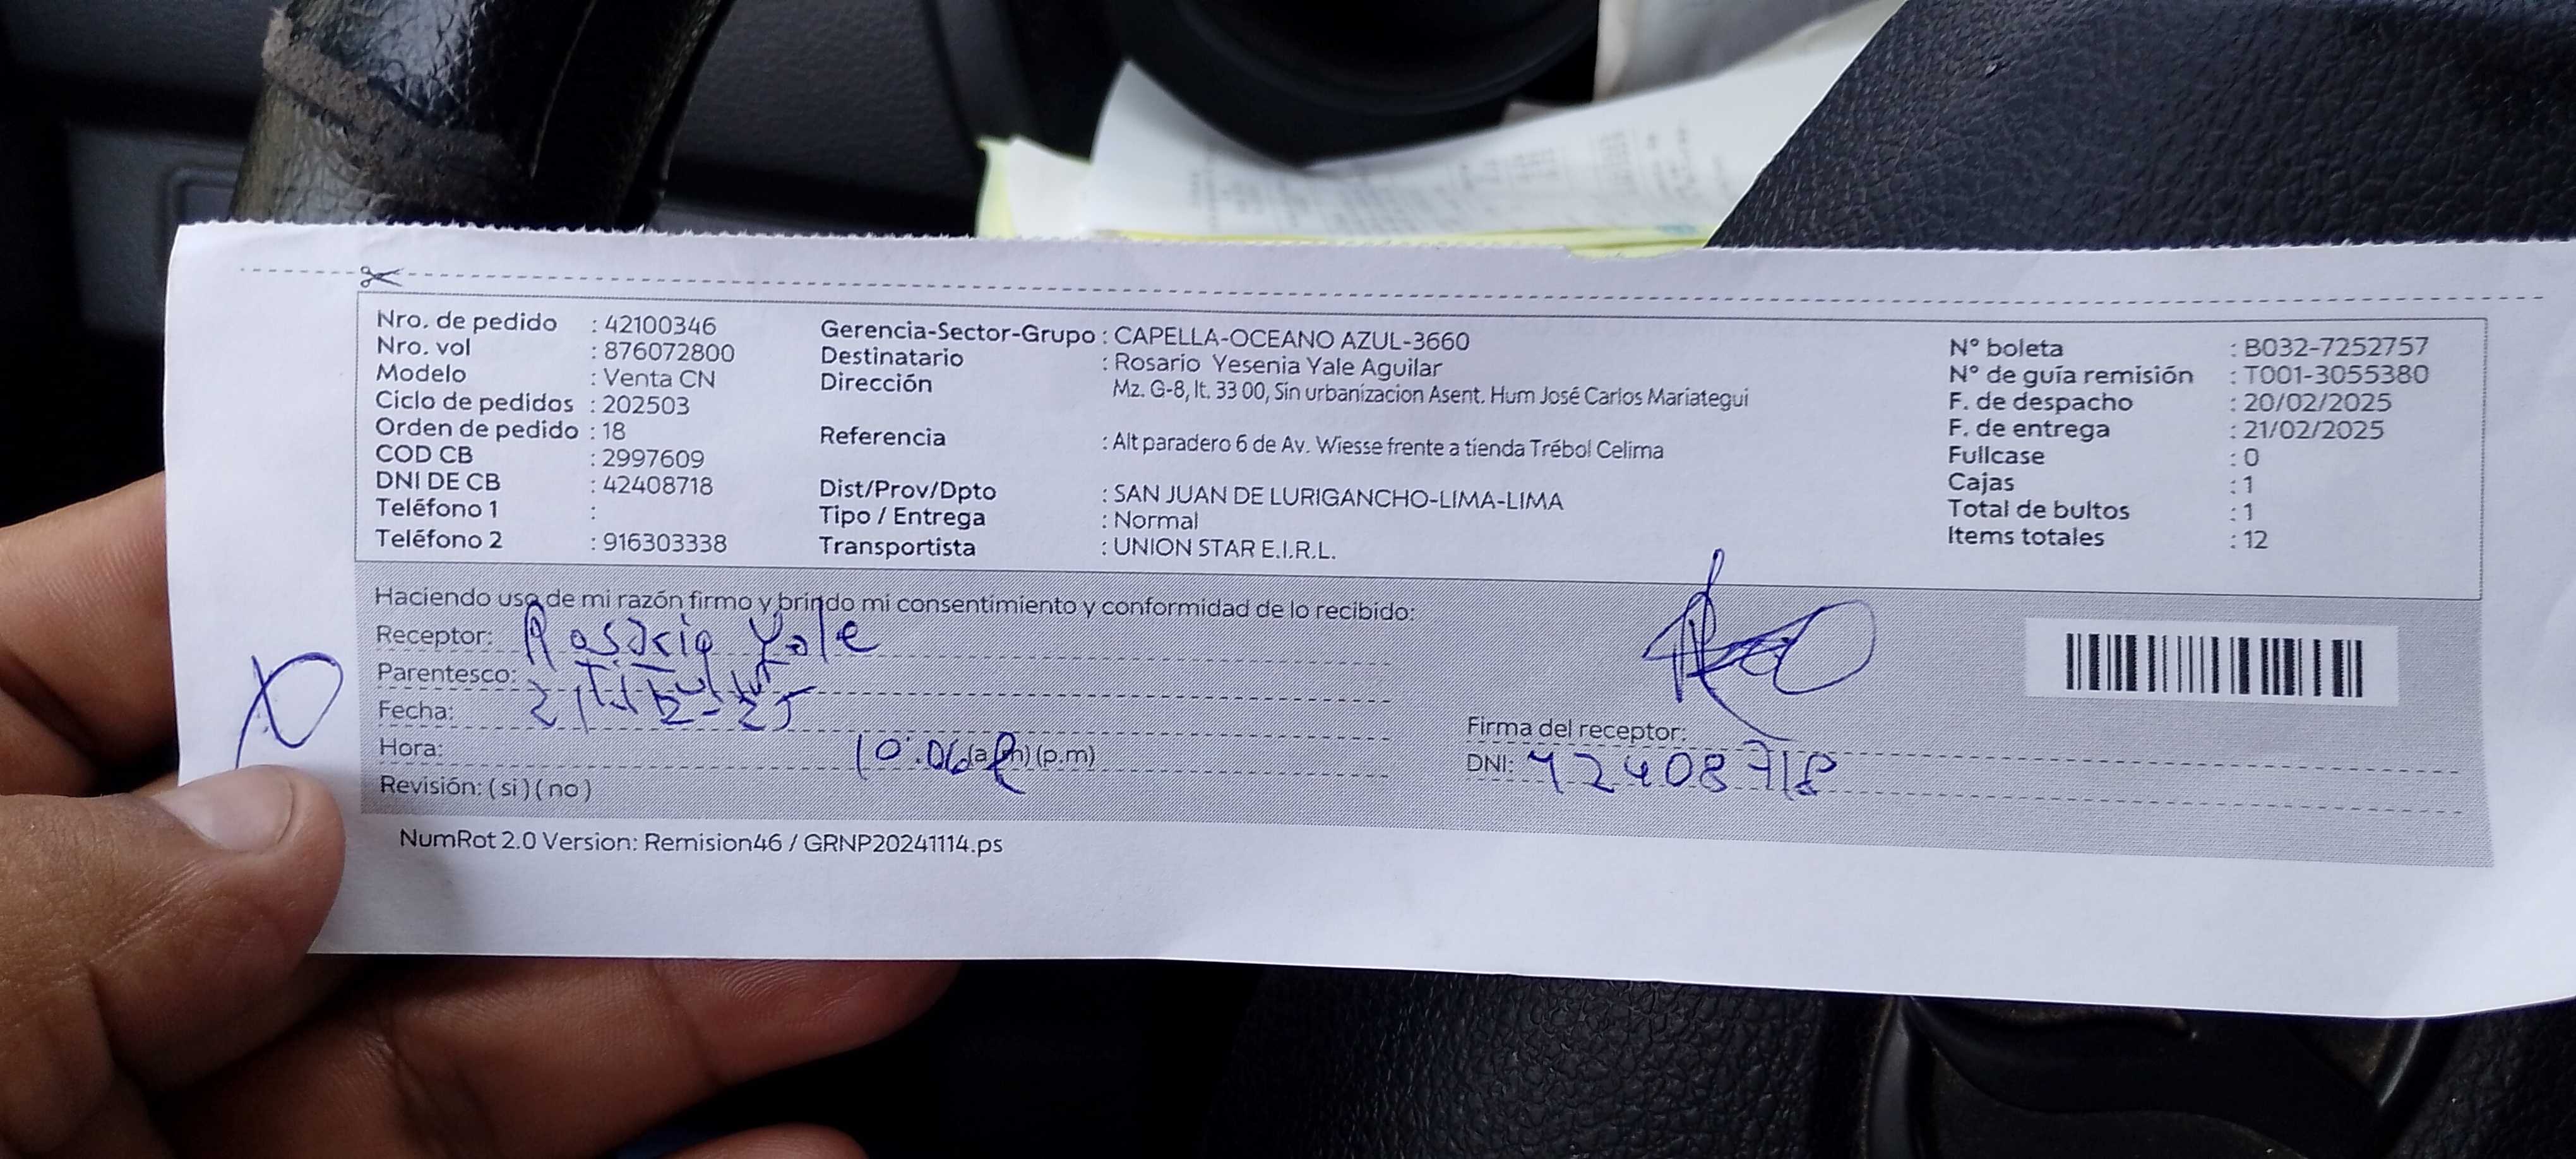 Nro. de pedido : 42100346
Nro. vol : 876072800
Modelo : Venta CN
Ciclo de pedidos : 202503
Orden de pedido : 18
COD CB : 2997609
DNI DE CB : 42408718
Teléfono 1 :
Teléfono 2 : 916303338
Gerencia-Sector-Grupo : CAPELLA-OCEANO AZUL-3660
Destinatario : Rosario Yesenia Yale Aguilar
Dirección Mz. G-8, lt. 33 00, Sin urbanizacion Asent. Hum José Carlos Mariategui
Referencia : Alt paradero 6 de Av. Wiesse frente a tienda Trébol Celima
Dist/Prov/Dpto : SAN JUAN DE LURIGANCHO-LIMA-LIMA
Tipo / Entrega : Normal
Transportista : UNION STAR E.I.R.L.
N° boleta : B032-7252757
N° de guía remisión : T001-3055380
F. de despacho : 20/02/2025
F. de entrega : 21/02/2025
Fullcase : 0
Cajas : 1
Total de bultos : 1
Items totales : 12
Haciendo uso de mi razón firmo y brindo mi consentimiento y conformidad de lo recibido:
Receptor: Rosario Yale
Parentesco:
Fecha:
Hora: 10:06 (a.m) (p.m)
Revisión: ( si ) ( no )
Firma del receptor:
DNI: 42408718
NumRot 2.0 Version: Remision46 / GRNP20241114.ps